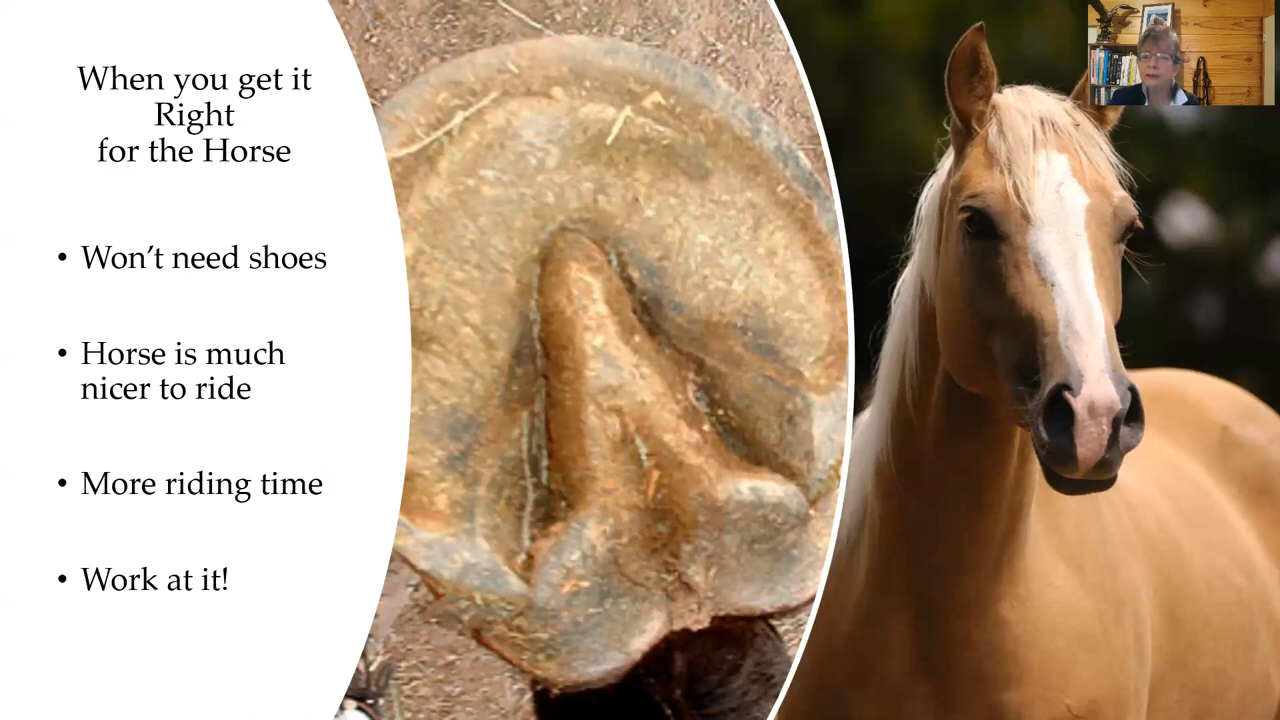 When you get it
Right
for the Horse
• Won't need shoes
• Horse is much
nicer to ride
• More riding time
• Work at it!